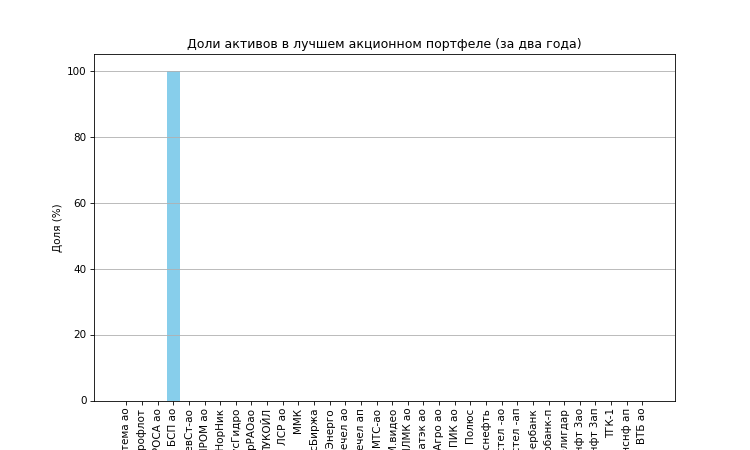 Доли активов в лучшем акционном портфеле (за два года)
Доля (%)
100
80
60
40
20
0
тема ао
рофлот
РОСА ао
БСП ао
евСт-ао
ПРОМ ао
НорНик
сГидро
рРАОао
ЛУКОЙЛ
ЛСР ао
ММК
сБиржа
Энерго
ечел ао
ечел ап
МТС-ао
М.видео
ЛМК ао
атэк ао
Агро ао
ПИК ао
Полюс
снефть
стел -ао
стел -ап
ербанк
рбанк-п
лигдар
нфт 3ао
нфт 3ап
ТГК-1
нснф ап
ВТБ ао